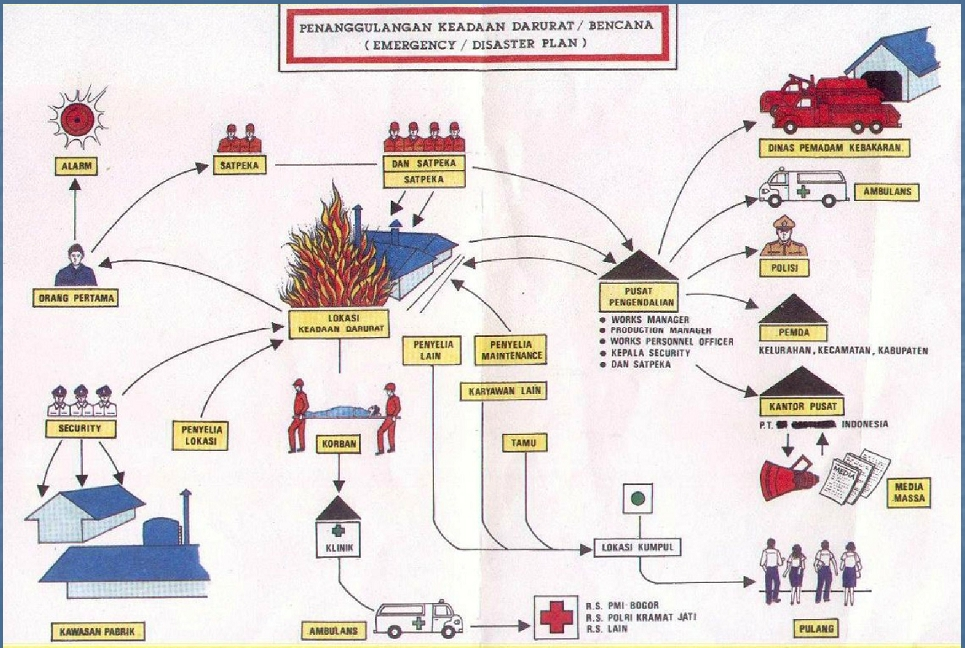 PENANGGULANGAN KEADAAN DARURAT / BENCANA
( EMERGENCY / DISASTER PLAN )
ALARM
SATPEKA
DAN SATPEKA
SATPEKA
DINAS PEMADAM KEBAKARAN.
AMBULANS
POLISI
ORANG PERTAMA
LOKASI
KEADAAN DARURAT
PUSAT
PENGENDALIAN
● WORKS MANAGER
● PRODUCTION MANAGER
● WORKS PERSONNEL OFFICER
● KEPALA SECURITY
● DAN SATPEKA
PEMDA
KELURAHAN, KECAMATAN, KABUPATEN
PENYELIA
LAIN
PENYELIA
MAINTENANCE
KARYAWAN LAIN
TAMU
KANTOR PUSAT
P.T. INDONESIA
SECURITY
PENYELIA
LOKASI
KORBAN
MEDIA
MEDIA
MASSA
KLINIK
LOKASI KUMPUL
KAWASAN PABRIK
AMBULANS
R.S. PMI-BOGOR
R.S. POLRI KRAMAT JATI
R.S. LAIN
PULANG